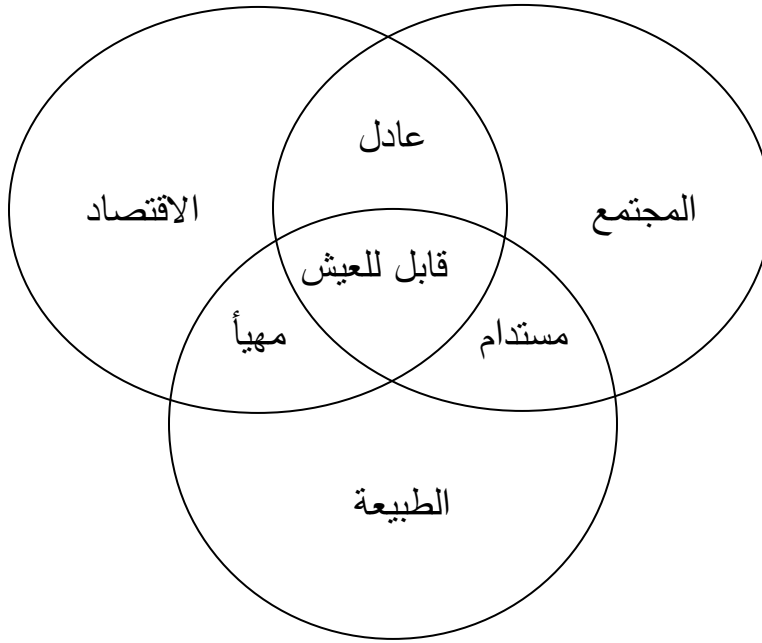 عادل
المجتمع
الاقتصاد
قابل للعيش
مستدام
مهيأ
الطبيعة